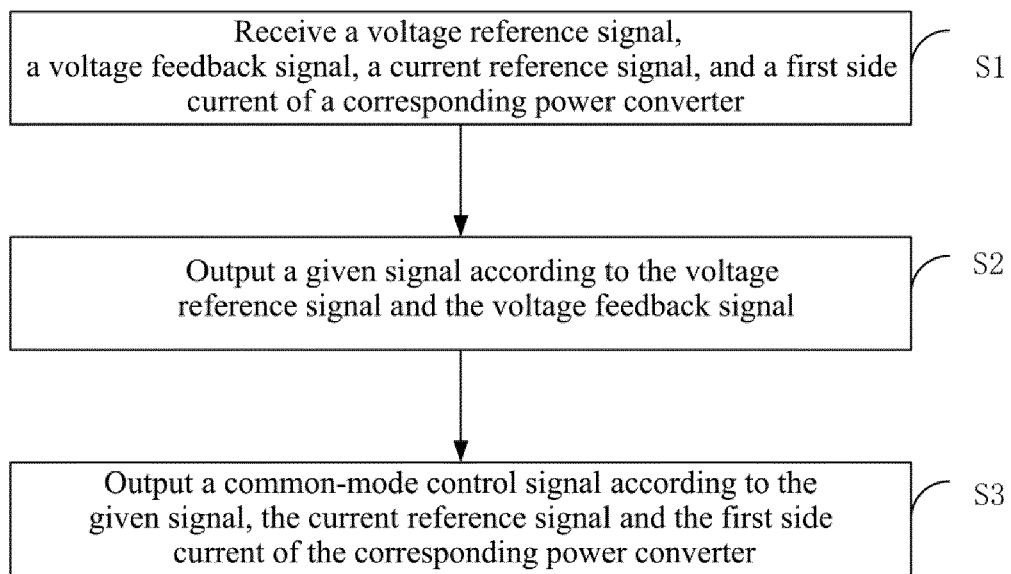 Receive a voltage reference signal,
a voltage feedback signal, a current reference signal, and a first side
current of a corresponding power converter
S1
Output a given signal according to the voltage
reference signal and the voltage feedback signal
S2
Output a common-mode control signal according to the
given signal, the current reference signal and the first side
current of the corresponding power converter
S3